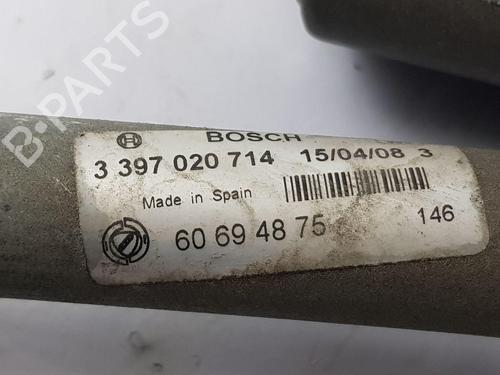 BOSCH
3 397 020 714 15/04/08 3
Made in Spain
60 69 48 75 146
B-PARTS